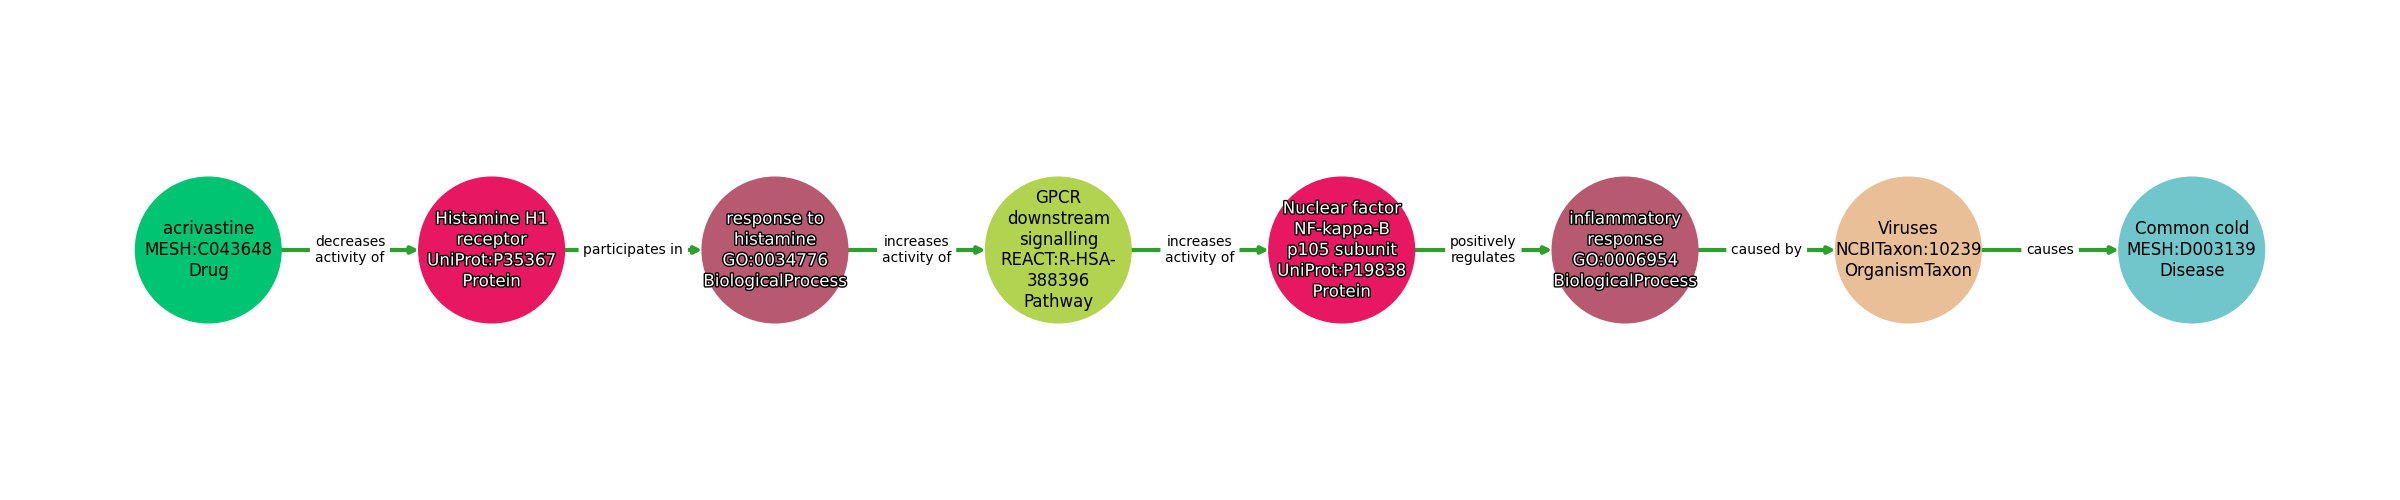 acrivastine
MESH:C043648
Drug
decreases
activity of
Histamine H1
receptor
UniProt:P35367
Protein
participates in
response to
histamine
GO:0034776
BiologicalProcess
increases
activity of
GPCR
downstream
signalling
REACT:R-HSA-
388396
Pathway
increases
activity of
Nuclear factor
NF-kappa-B
p105 subunit
UniProt:P19838
Protein
positively
regulates
inflammatory
response
GO:0006954
BiologicalProcess
caused by
Viruses
NCBITaxon:10239
OrganismTaxon
causes
Common cold
MESH:D003139
Disease